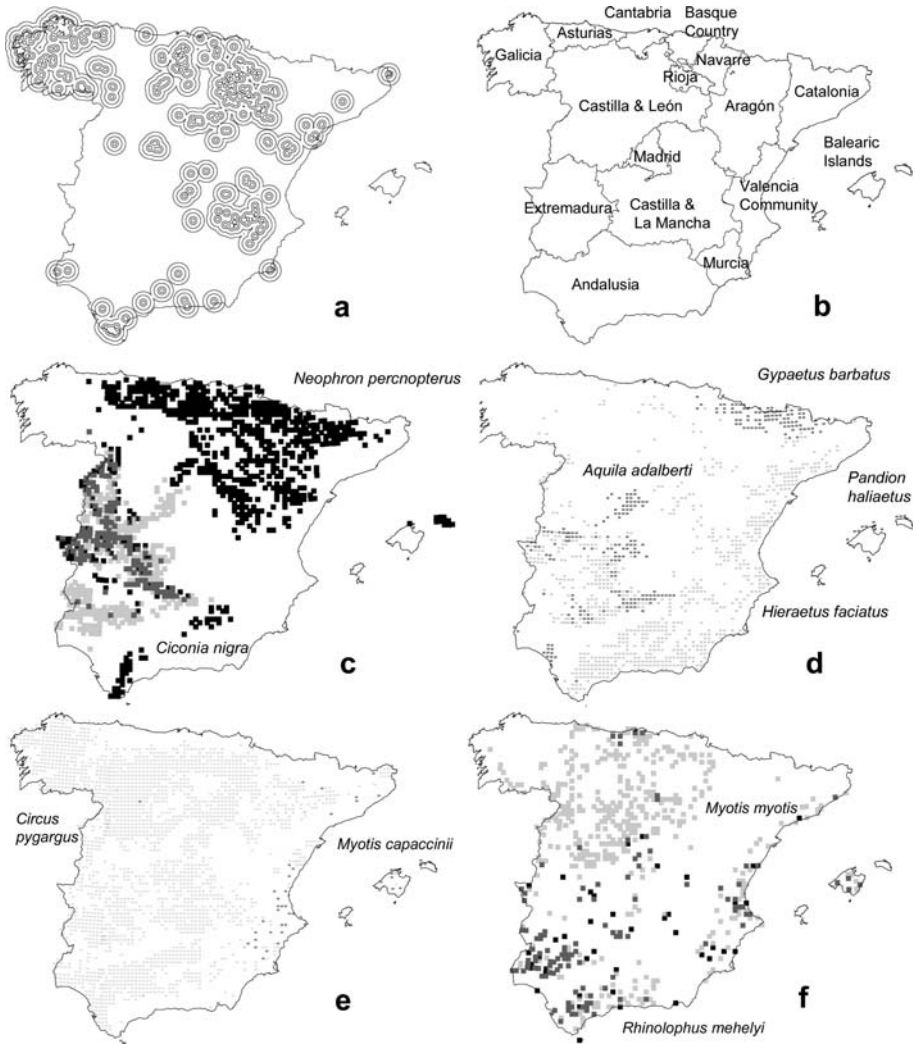 Cantabria
Basque
Country
Asturias
Galicia
Navarre
Rioja
Catalonia
Castilla & León
Aragón
Balearic
Islands
Madrid
Valencia
Community
Extremadura
Castilla &
La Mancha
Murcia
Andalusia
a
b
Neophron percnopterus
Ciconia nigra
c
Gypaetus barbatus
Aquila adalberti
Pandion
haliaetus
Hieraetus faciatus
d
Circus
pygargus
Myotis capaccinii
e
Myotis myotis
Rhinolophus mehelyi
f